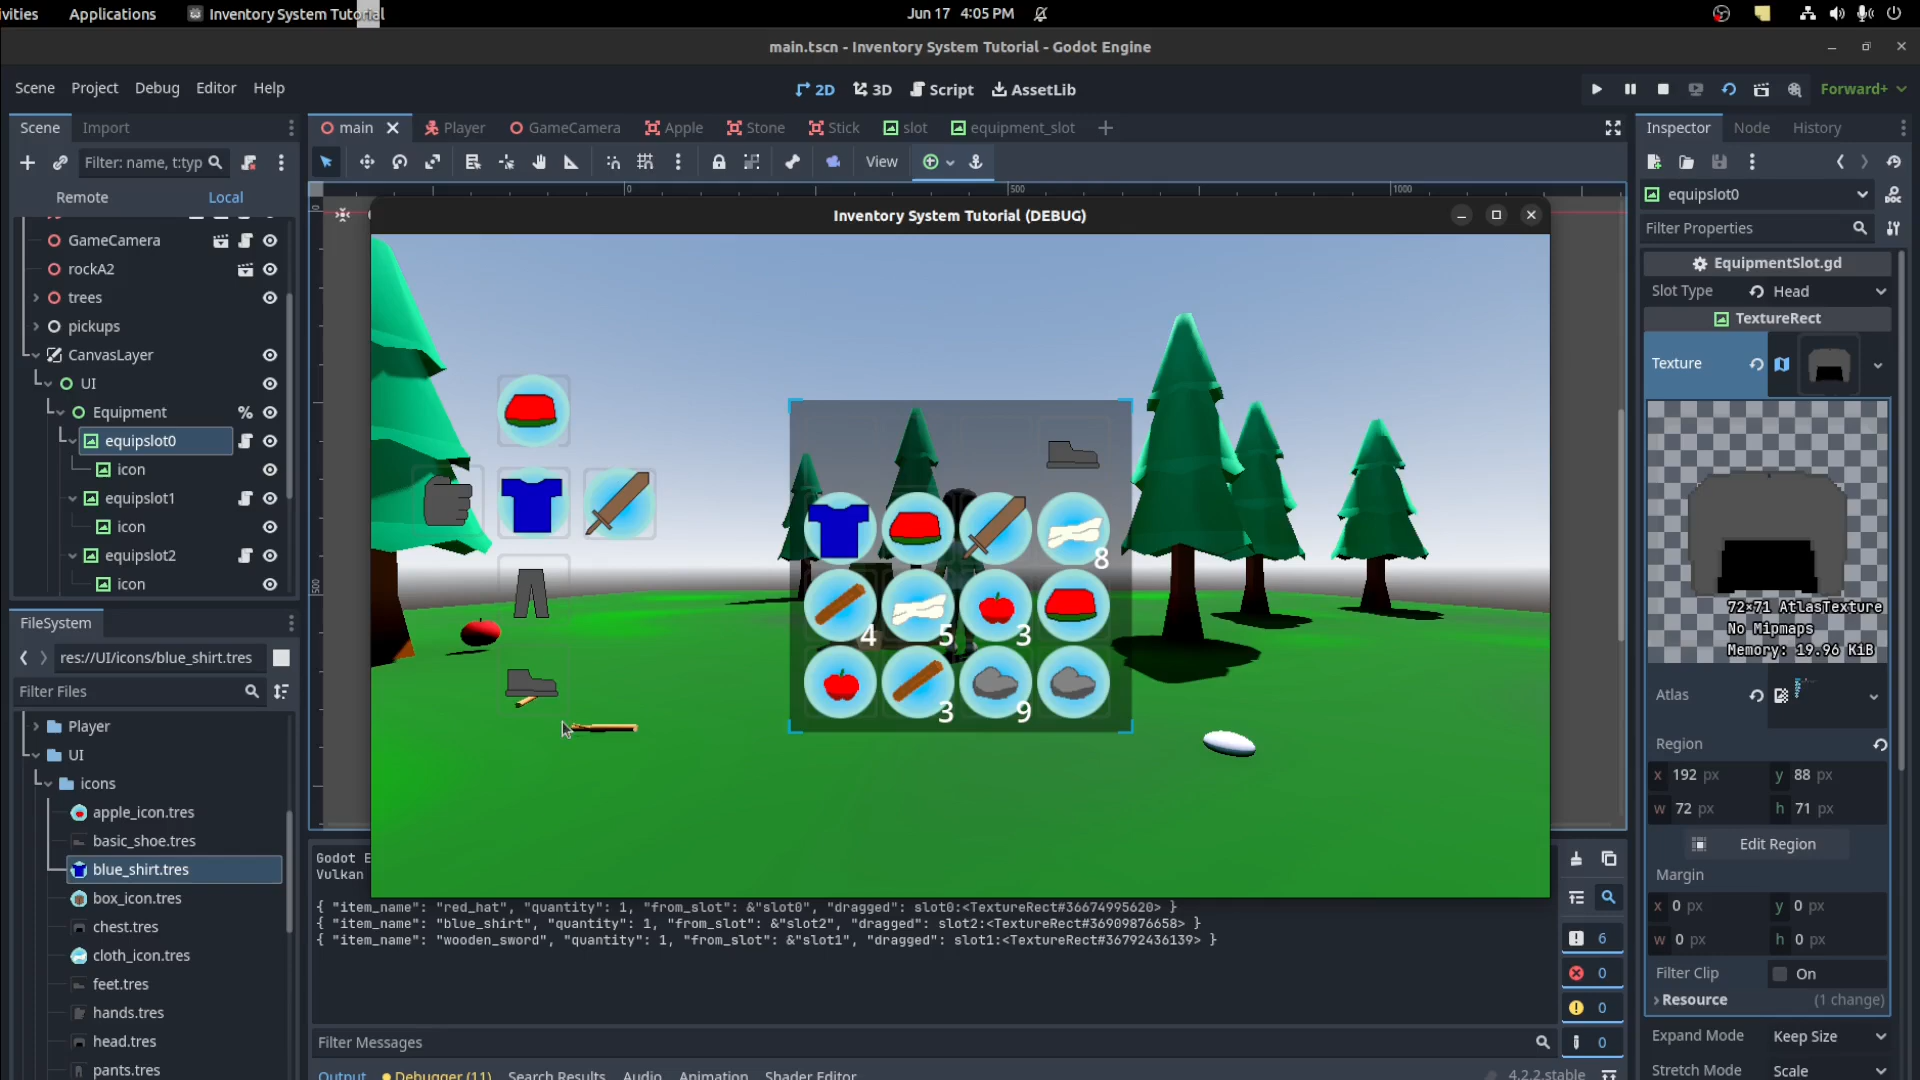 vities
Applications
Inventory System Tutorial
Jun 17 4:05 PM
main.tscn - Inventory System Tutorial - Godot Engine
Scene Project Debug Editor Help
2D 3D Script AssetLib
Forward+
Scene Import
main Player GameCamera Apple Stone Stick slot equipment_slot
Inspector Node History
Filter: name, t:typ
View
Remote Local
0 500 1000
500
GameCamera
rockA2
trees
pickups
CanvasLayer
UI
Equipment
equipslot0
icon
equipslot1
icon
equipslot2
icon
FileSystem
res://UI/icons/blue_shirt.tres
Filter Files
Player
UI
icons
apple_icon.tres
basic_shoe.tres
blue_shirt.tres
box_icon.tres
chest.tres
cloth_icon.tres
feet.tres
hands.tres
head.tres
pants.tres
Inventory System Tutorial (DEBUG)
8
4 5 3
3 9
Godot E
Vulkan
{ "item_name": "red_hat", "quantity": 1, "from_slot": &"slot0", "dragged": slot0:<TextureRect#36674995620> }
{ "item_name": "blue_shirt", "quantity": 1, "from_slot": &"slot2", "dragged": slot2:<TextureRect#36909876658> }
{ "item_name": "wooden_sword", "quantity": 1, "from_slot": &"slot1", "dragged": slot1:<TextureRect#36792436139> }
6
0
0
0
Filter Messages
Output Debugger (11) Search Results Audio Animation Shader Editor
4.2.2.stable
equipslot0
Filter Properties
EquipmentSlot.gd
Slot Type Head
TextureRect
Texture
72×71 AtlasTexture
No Mipmaps
Memory: 19.96 KiB
Atlas
Region
x 192 px y 88 px
w 72 px h 71 px
Edit Region
Margin
x 0 px y 0 px
w 0 px h 0 px
Filter Clip On
Resource (1 change)
Expand Mode Keep Size
Stretch Mode Scale